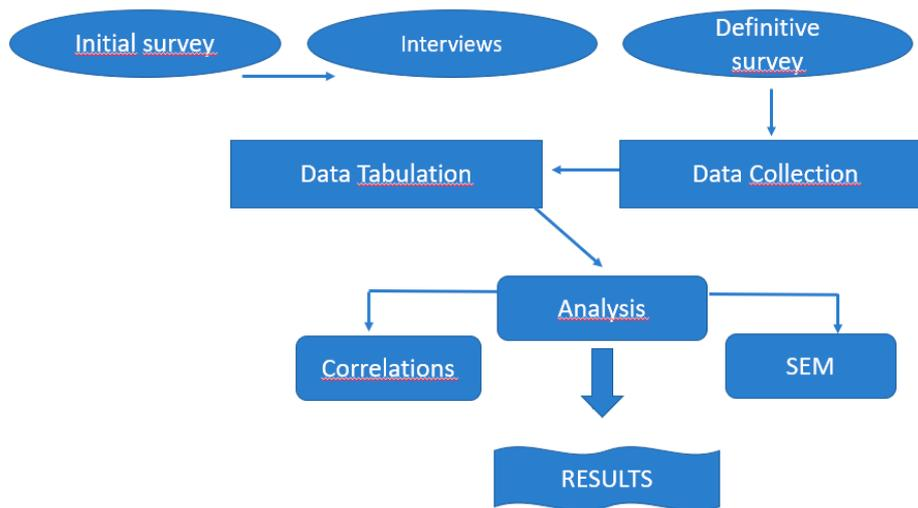 Initial survey
Interviews
Definitive
survey
Data Tabulation
Data Collection
Analysis
Correlations
SEM
RESULTS